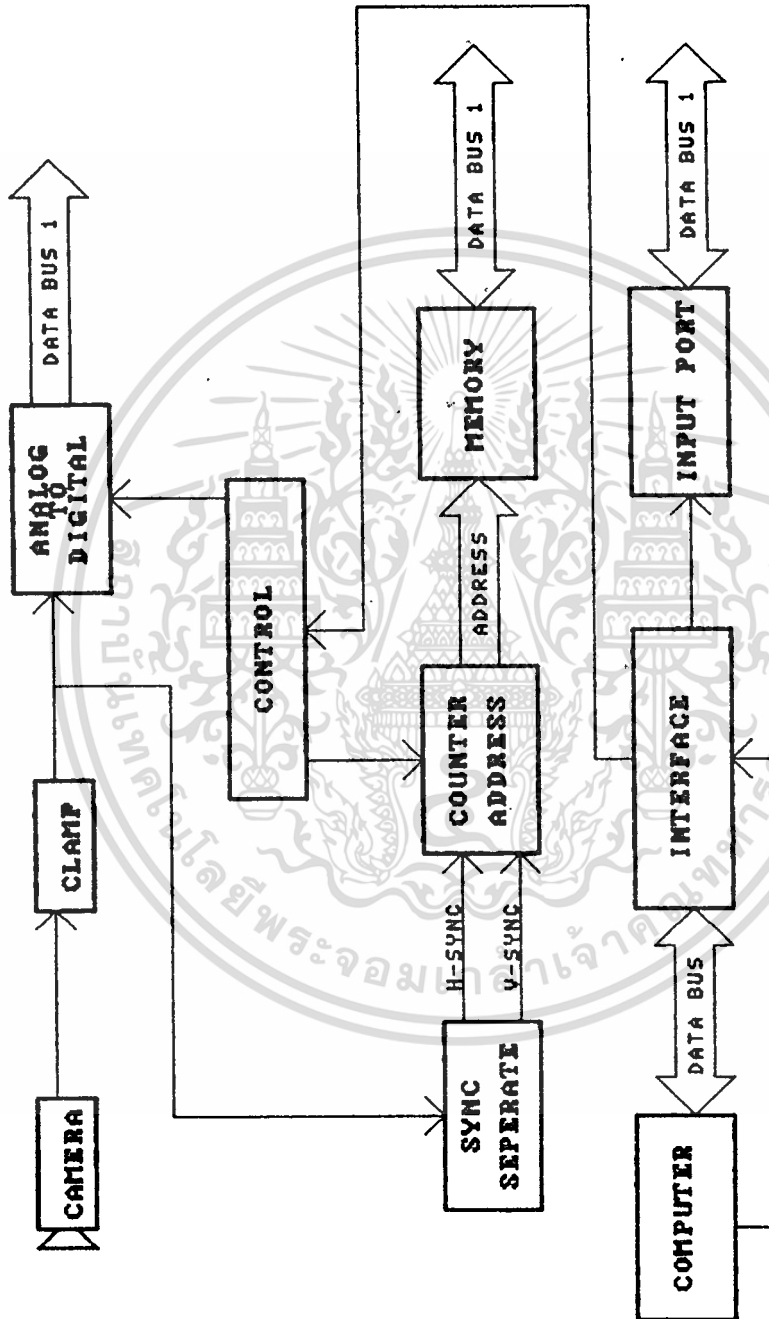 CAMERA
CLAMP
ANALOG
TO
DIGITAL
DATA BUS 1
CONTROL
SYNC
SEPERATE
H-SYNC
V-SYNC
COUNTER
ADDRESS
ADDRESS
MEMORY
DATA BUS 1
COMPUTER
DATA BUS
INTERFACE
INPUT PORT
DATA BUS 1